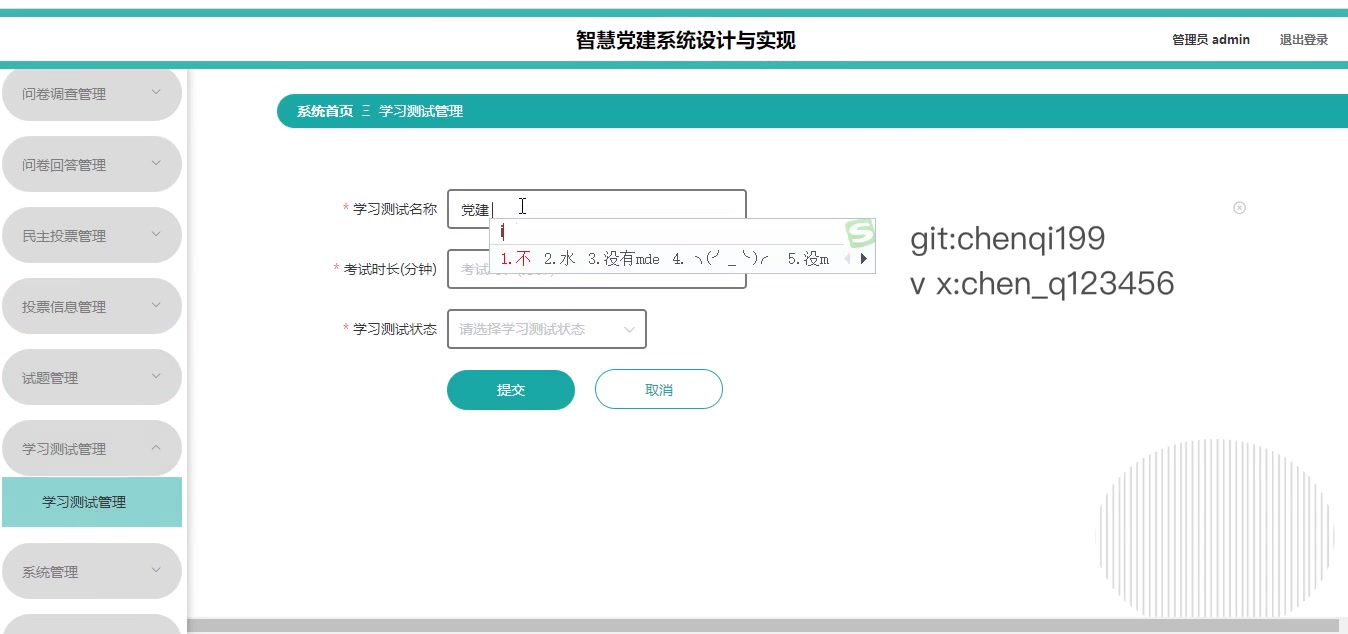 智慧党建系统设计与实现
管理员 admin
退出登录
问卷调查管理
问卷回答管理
民主投票管理
投票信息管理
试题管理
学习测试管理
学习测试管理
系统管理
系统首页 Ξ 学习测试管理
* 学习测试名称
党建
1.不 2.水 3.没有mde 4.ヽ(╯_╰)╭ 5.没m
* 考试时长(分钟)
* 学习测试状态
请选择学习测试状态
提交
取消
git:chenqi199
v x:chen_q123456